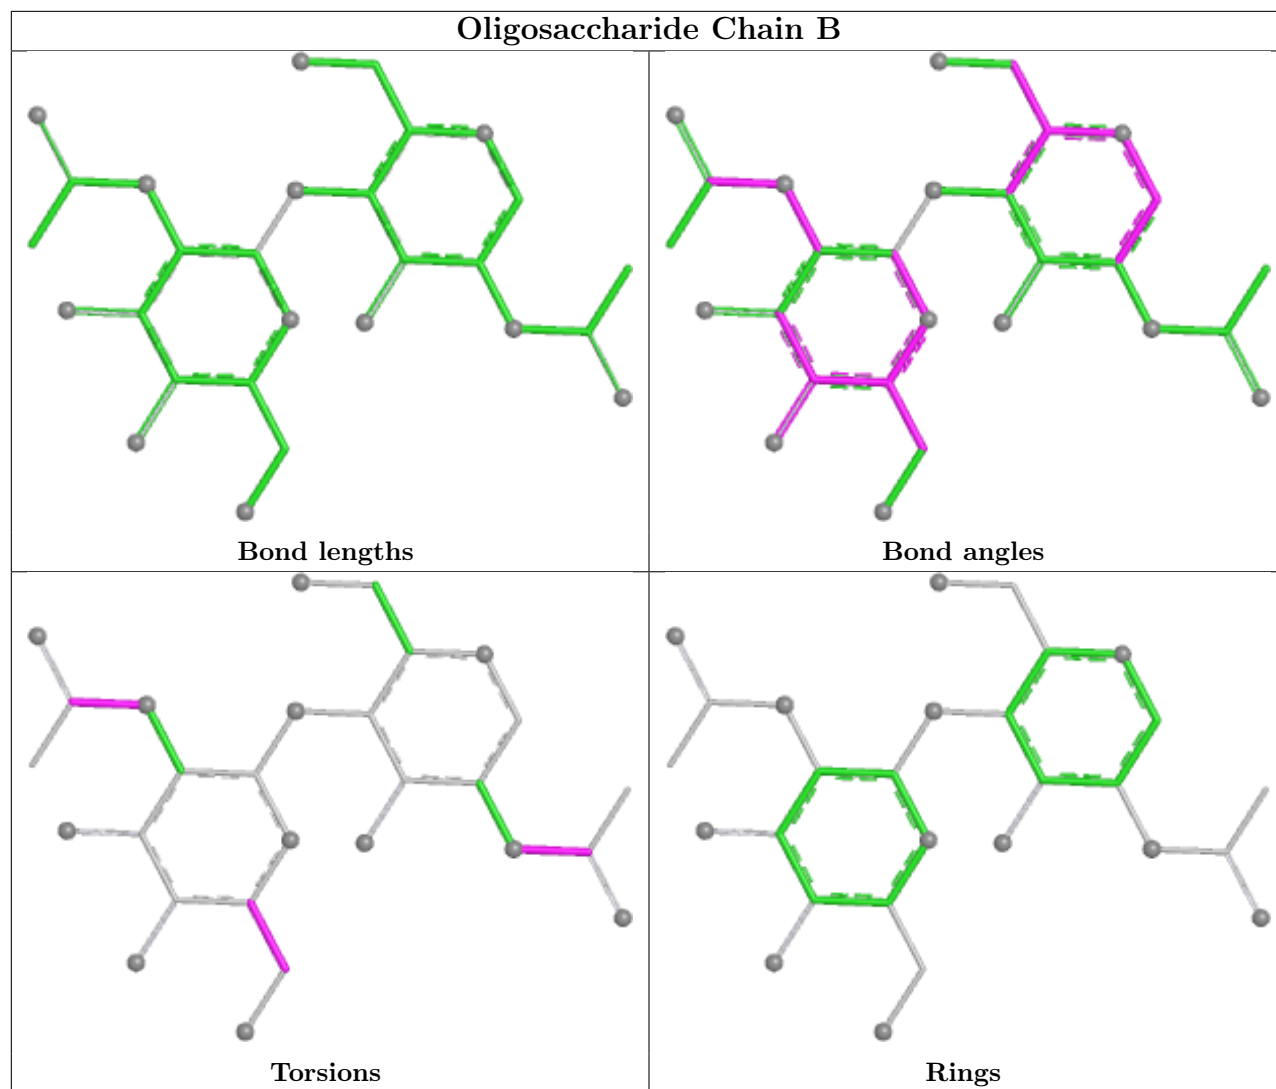 Oligosaccharide Chain B
Bond lengths
Bond angles
Torsions
Rings